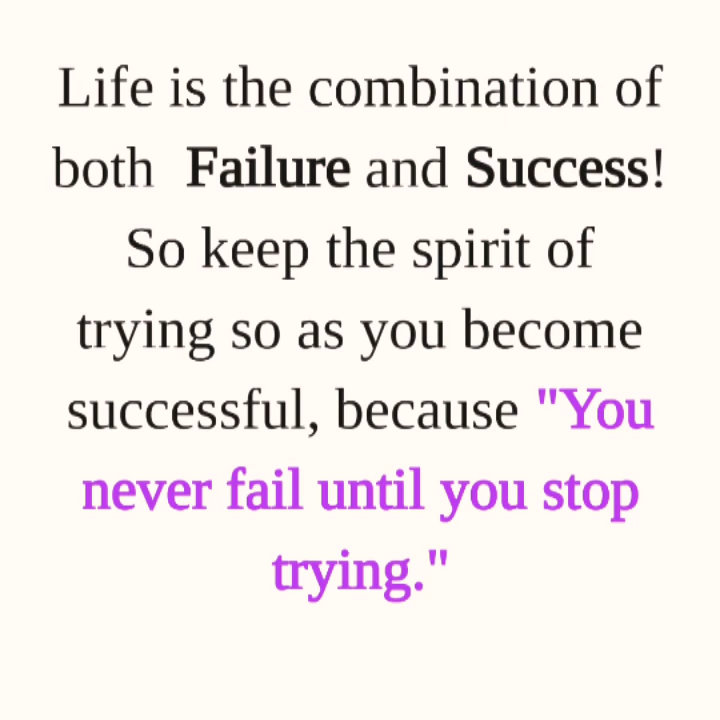 Life is the combination of
both Failure and Success!
So keep the spirit of
trying so as you become
successful, because "You
never fail until you stop
trying."